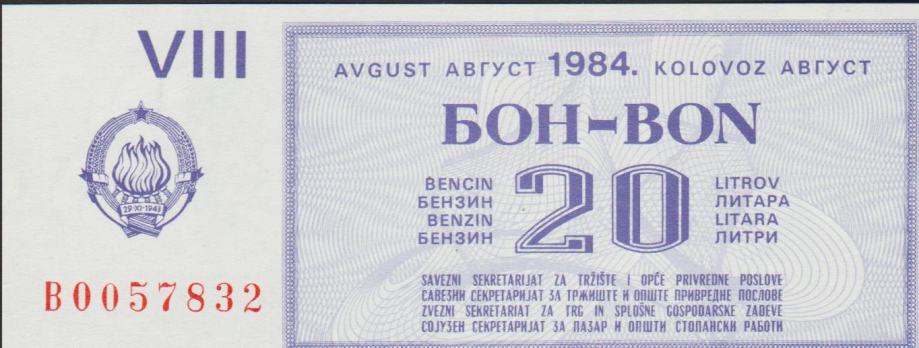 VIII
29·XI·1943
B0057832
AVGUST АВГУСТ 1984. KOLOVOZ АВГУСТ
БОН-BON
BENCIN 20 LITROV
БЕНЗИН ЛИТАРА
BENZIN LITARA
БЕНЗИН ЛИТРИ
SAVEZNI SEKRETARIJAT ZA TRŽIŠTE I OPĆE PRIVREDNE POSLOVE
САВЕЗНИ СЕКРЕТАРИЈАТ ЗА ТРЖИШТЕ И ОПШТЕ ПРИВРЕДНЕ ПОСЛОВЕ
ZVEZNI SEKRETARIAT ZA TRG IN SPLOŠNE GOSPODARSKE ZADEVE
СОЈУЗЕН СЕКРЕТАРИЈАТ ЗА ПАЗАР И ОПШТИ СТОПАНСКИ РАБОТИ